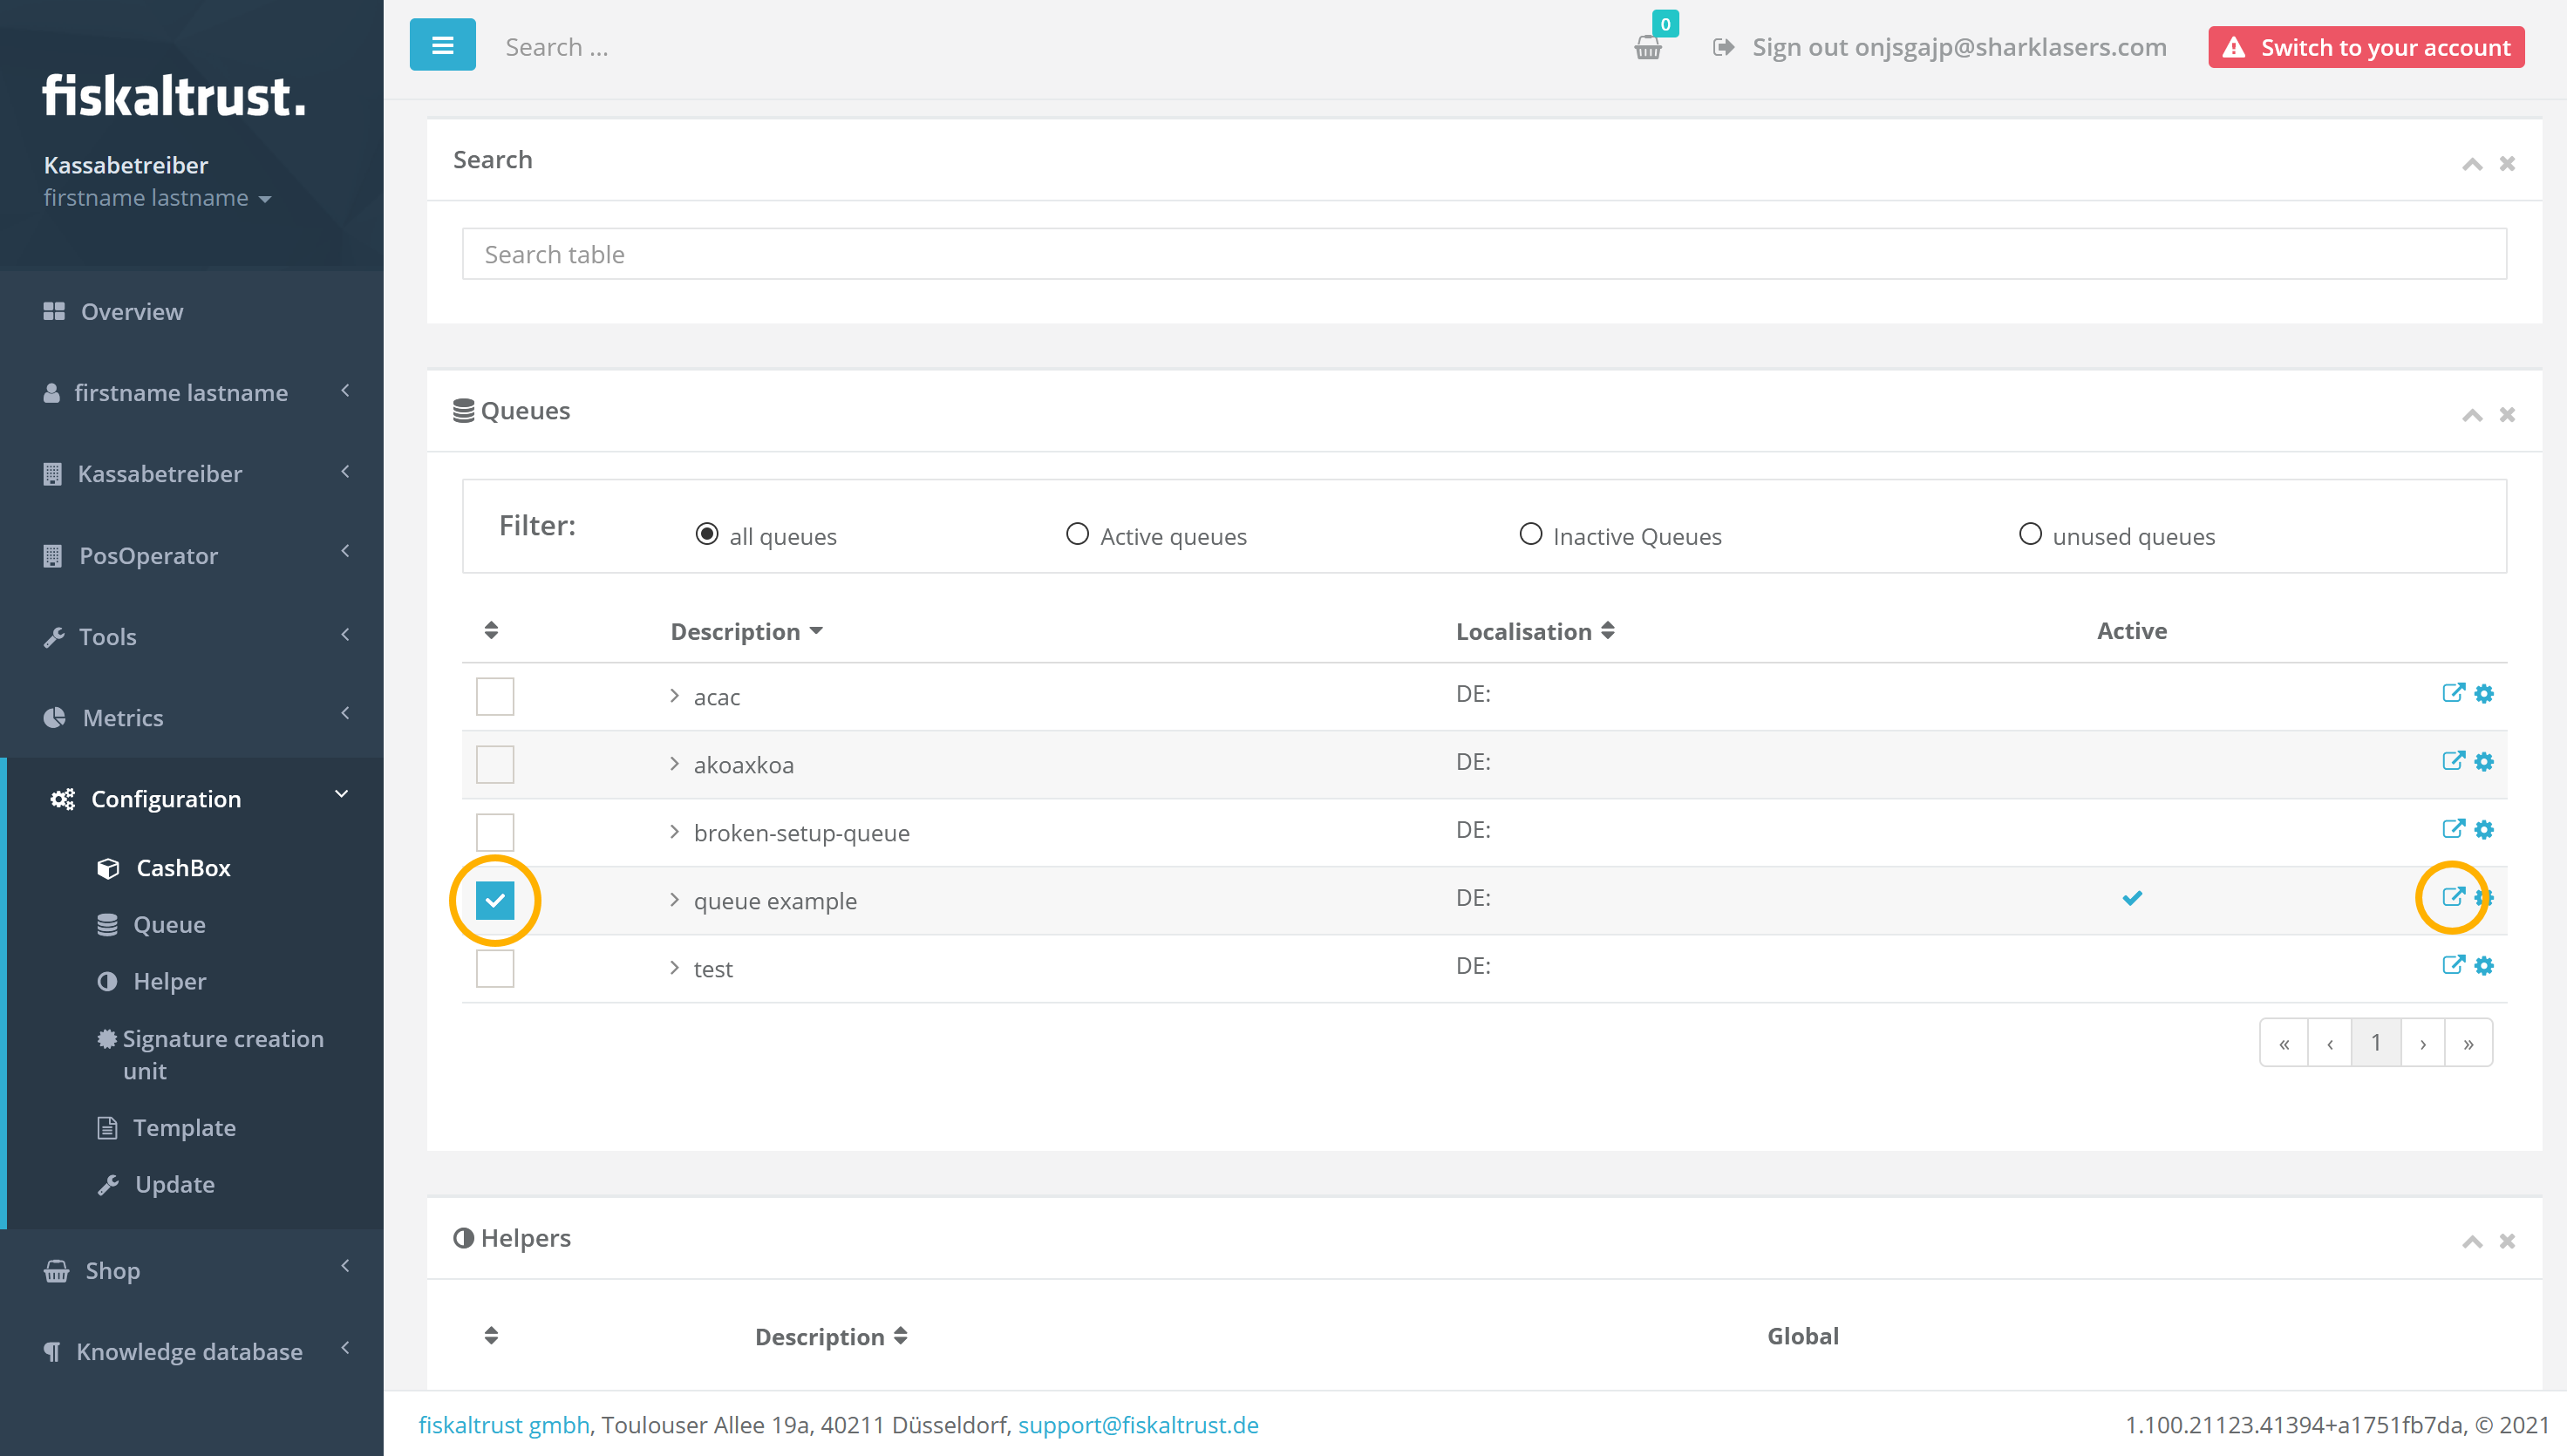 fiskaltrust.
Kassabetreiber
firstname lastname
Overview
firstname lastname
Kassabetreiber
PosOperator
Tools
Metrics
Configuration
CashBox
Queue
Helper
Signature creation
unit
Template
Update
Shop
Knowledge database
Search ...
0
Sign out onjsgajp@sharklasers.com
Switch to your account
Search
Search table
Queues
Filter: all queues Active queues Inactive Queues unused queues
Description Localisation Active
acac DE:
akoaxkoa DE:
broken-setup-queue DE:
queue example DE:
test DE:
« ‹ 1 › »
Helpers
Description Global
fiskaltrust gmbh, Toulouser Allee 19a, 40211 Düsseldorf, support@fiskaltrust.de
1.100.21123.41394+a1751fb7da, © 2021